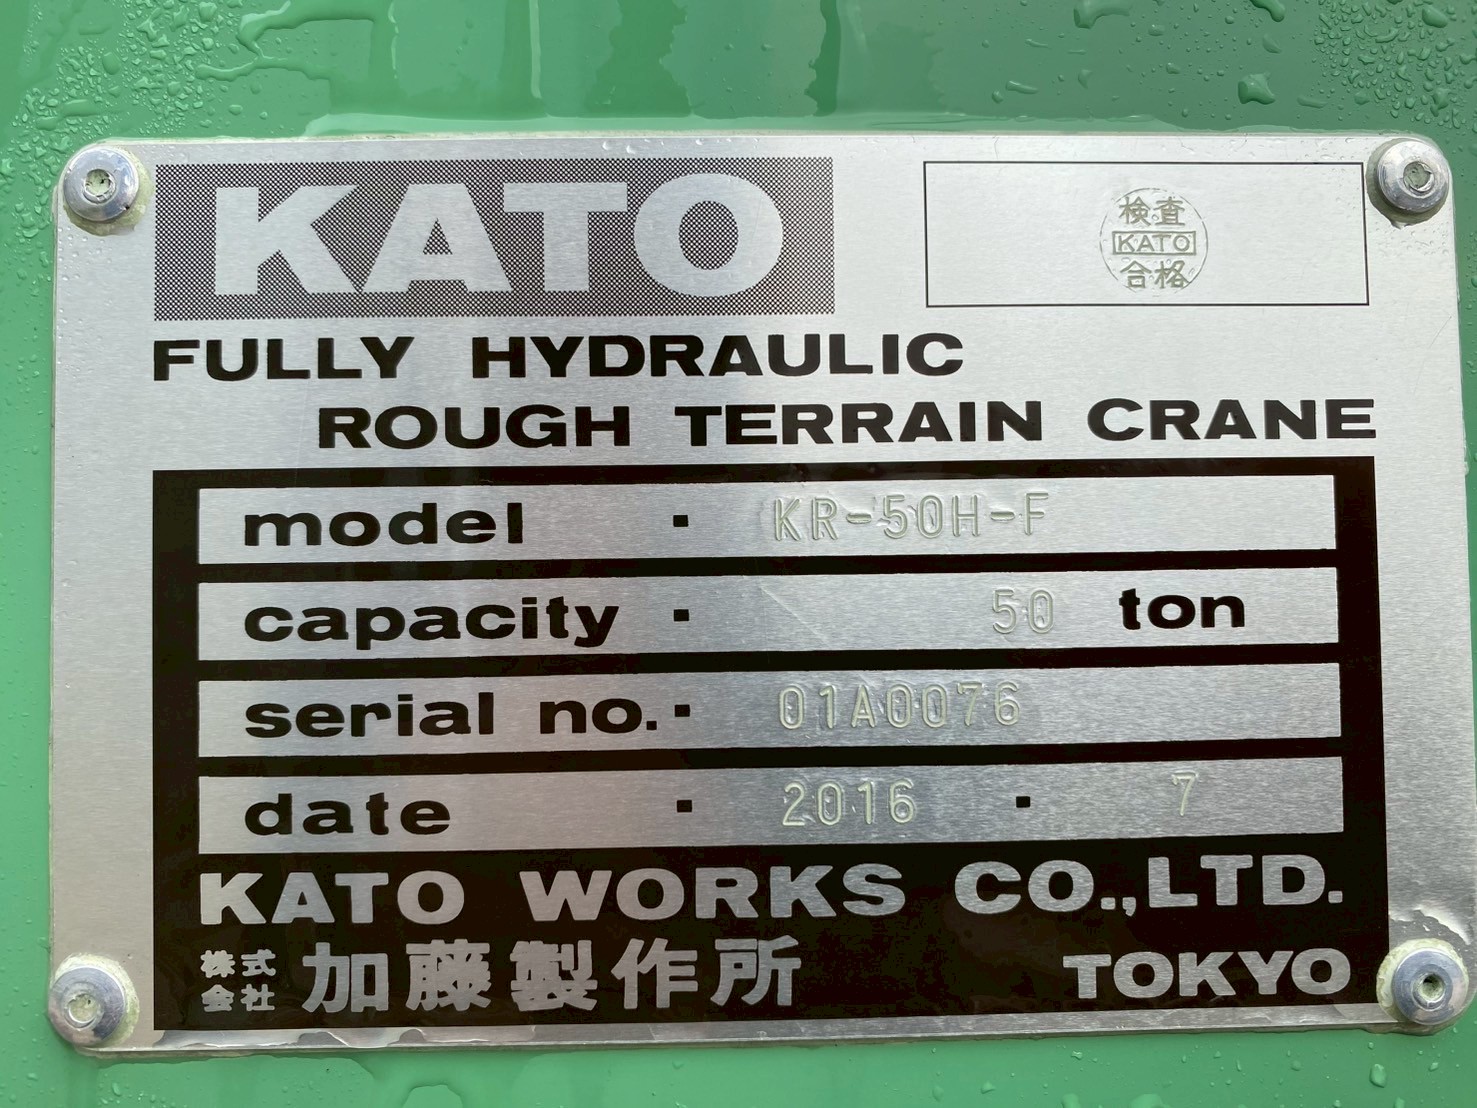 KATO
検査
KATO
合格
FULLY HYDRAULIC
ROUGH TERRAIN CRANE
model · KR-50H-F
capacity · 50 ton
serial no. · 01A0076
date · 2016 · 7
KATO WORKS CO.,LTD.
株式会社 加藤製作所 TOKYO